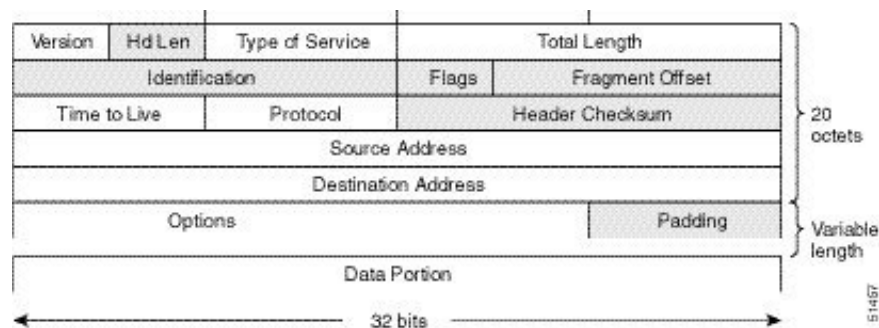 Version Hd Len Type of Service Total Length
Identification Flags Fragment Offset
Time to Live Protocol Header Checksum
20
octets
Source Address
Destination Address
Options Padding
Variable
length
Data Portion
32 bits
51457